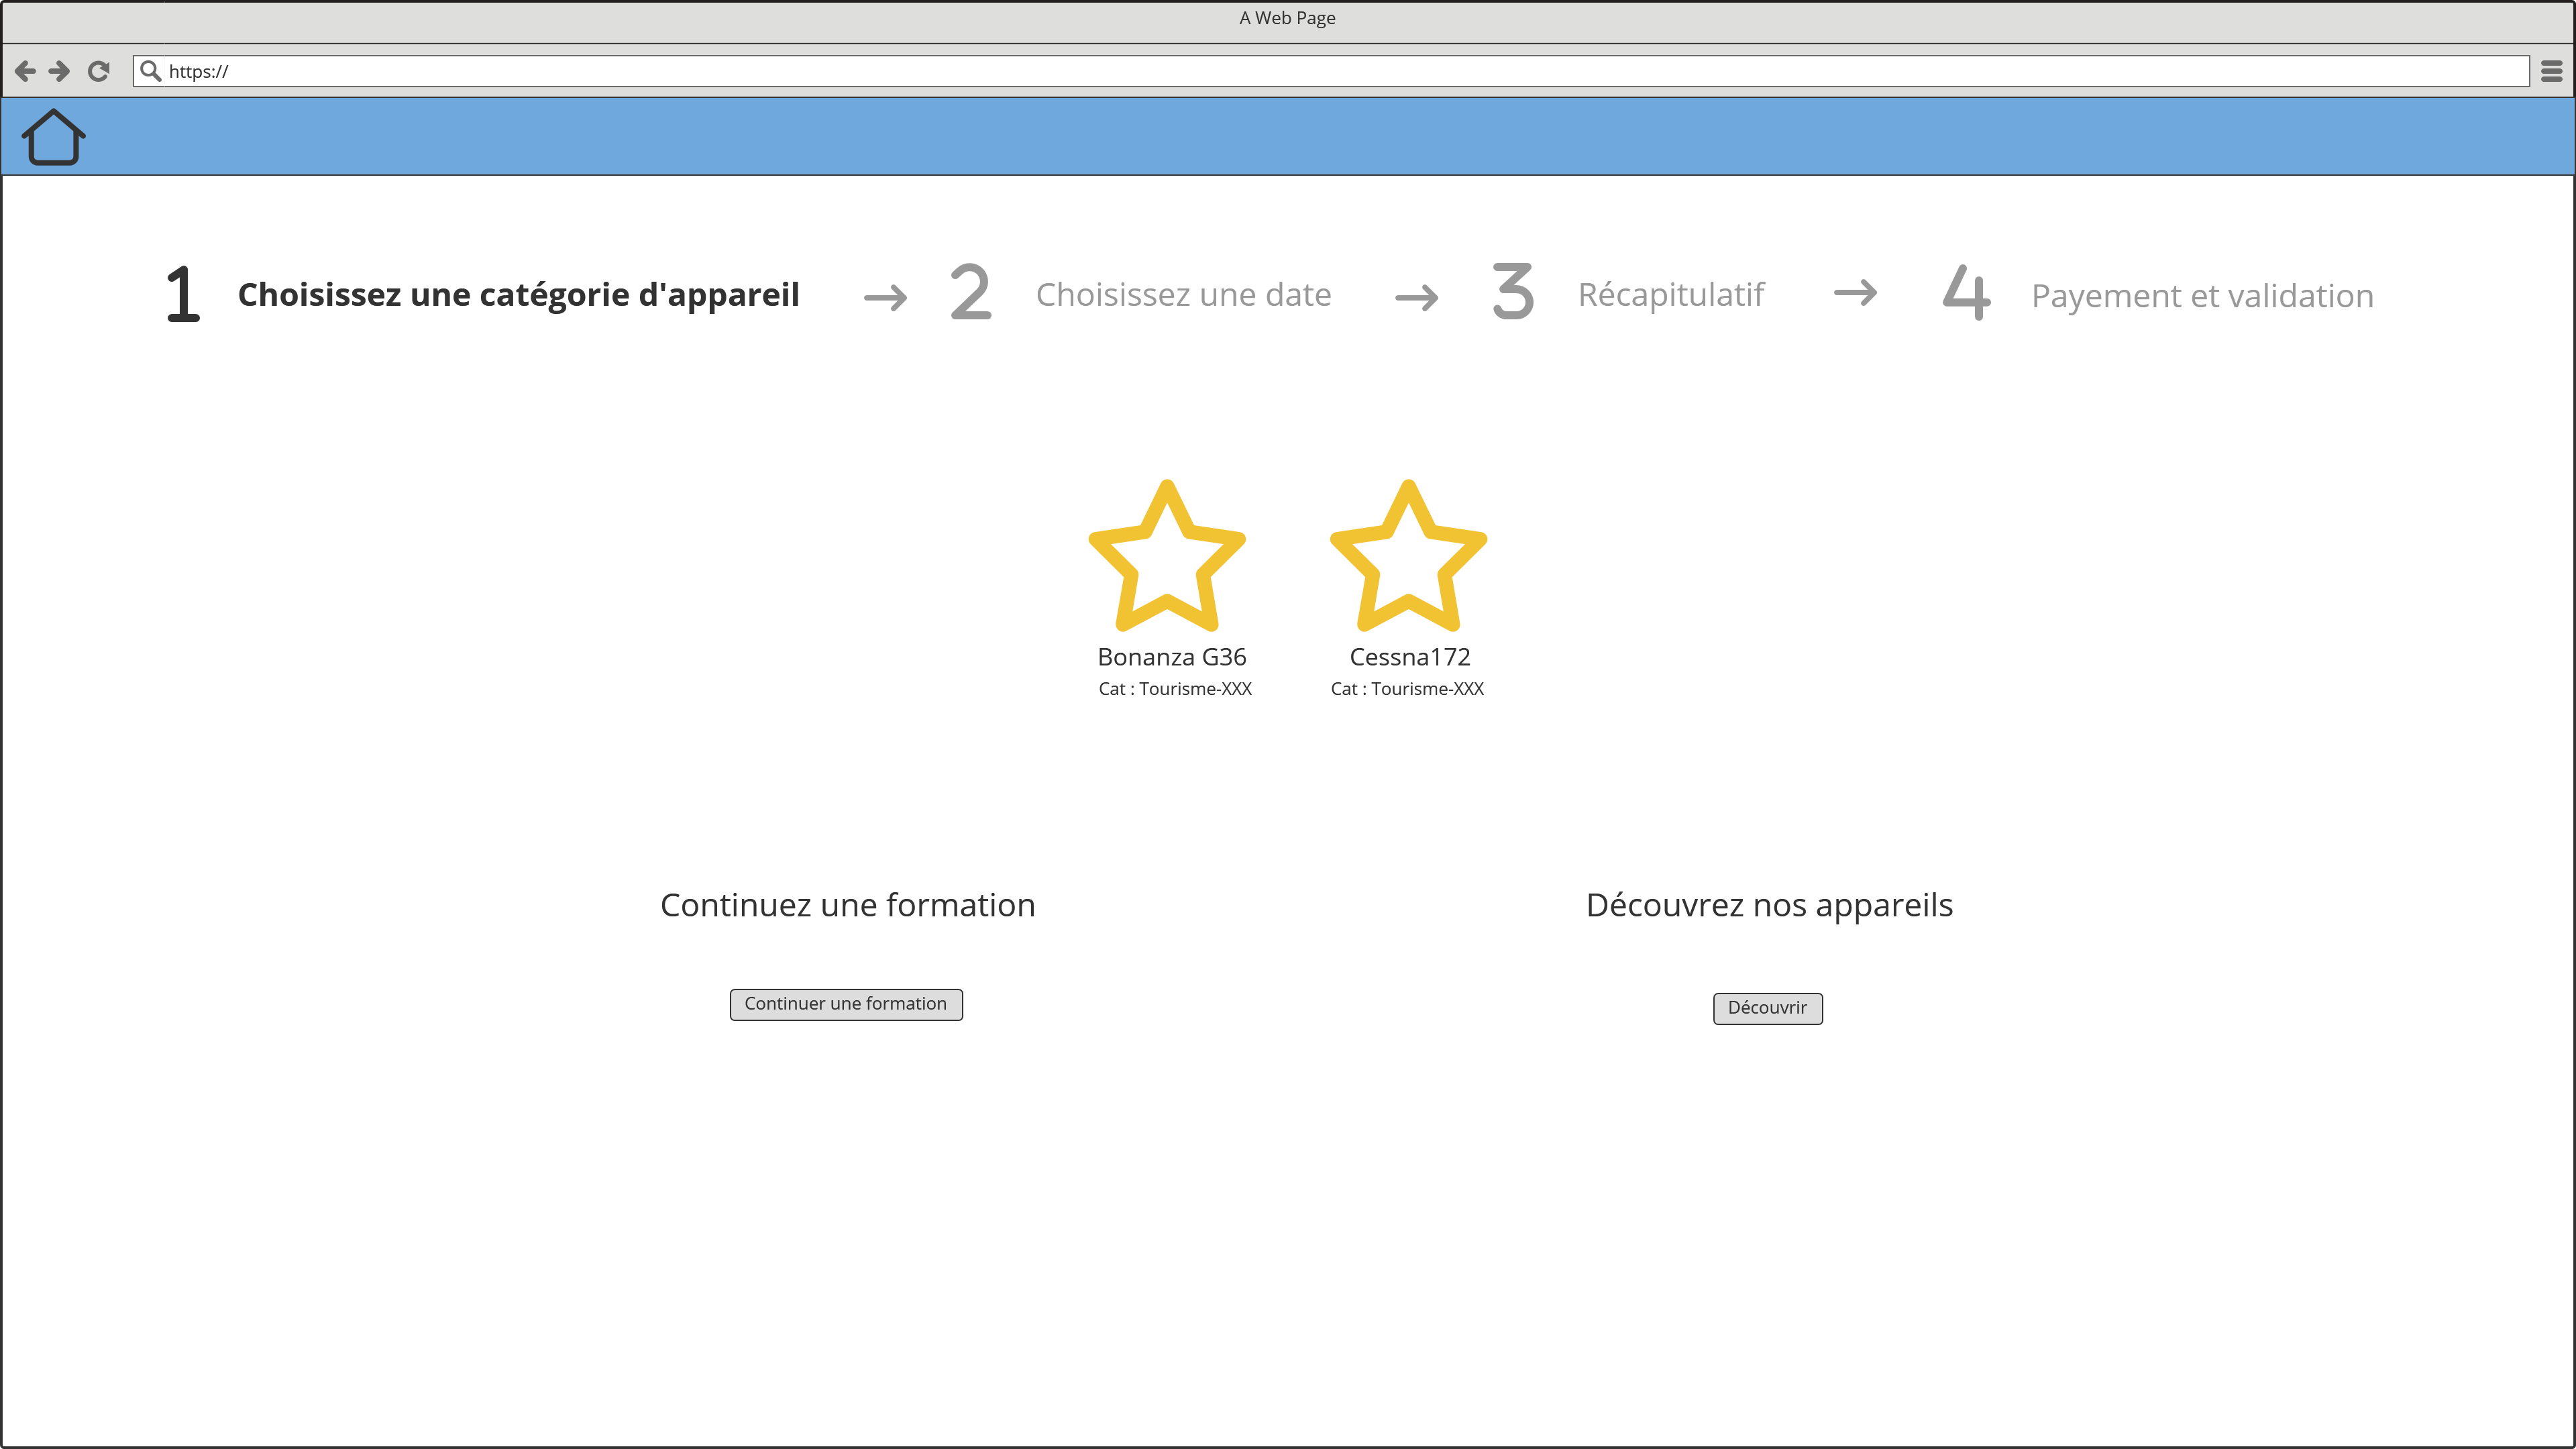 A Web Page
https://
1 Choisissez une catégorie d'appareil → 2 Choisissez une date → 3 Récapitulatif → 4 Payement et validation
Bonanza G36 Cessna172
Cat : Tourisme-XXX Cat : Tourisme-XXX
Continuez une formation Découvrez nos appareils
Continuer une formation Découvrir